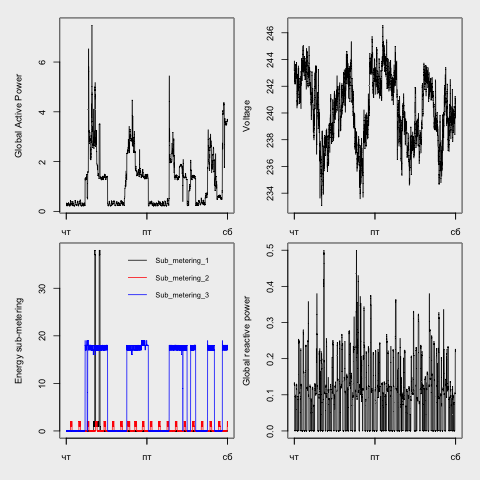 Global Active Power
0
2
4
6
чт
пт
сб
Voltage
234
236
238
240
242
244
246
чт
пт
сб
Energy sub-metering
0
10
20
30
Sub_metering_1
Sub_metering_2
Sub_metering_3
чт
пт
сб
Global reactive power
0.0
0.1
0.2
0.3
0.4
0.5
чт
пт
сб